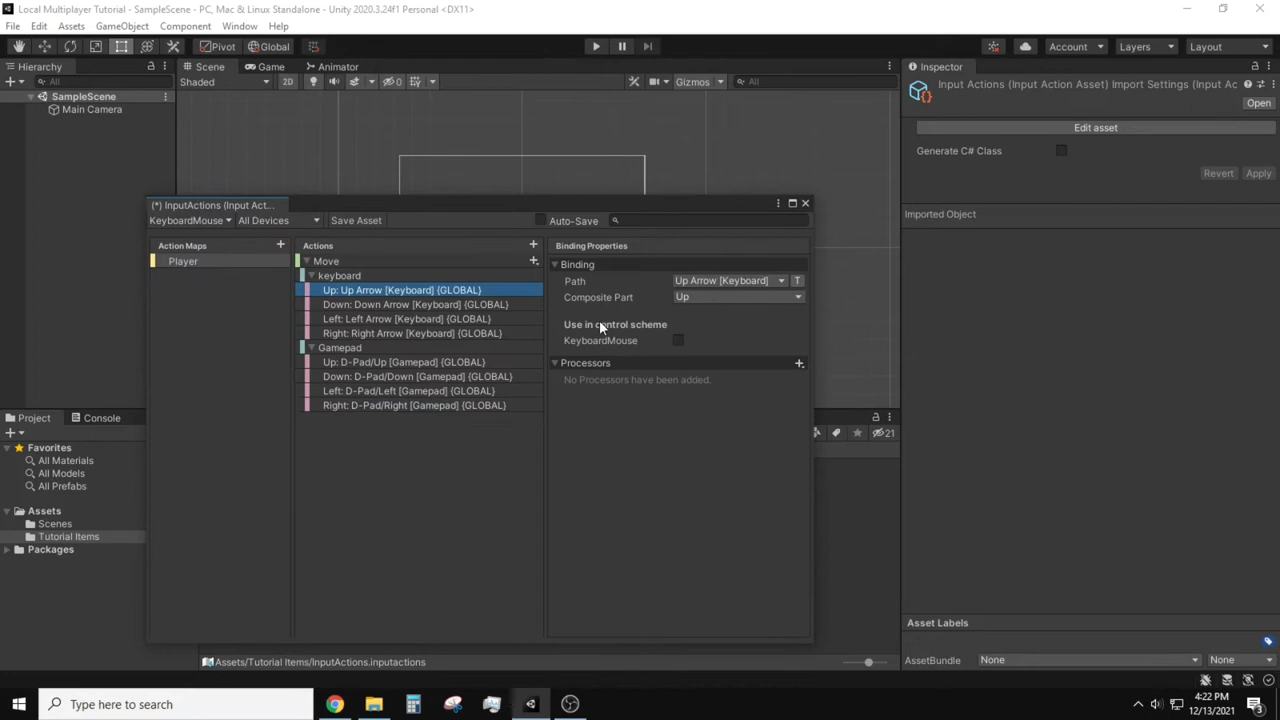 Local Multiplayer Tutorial - SampleScene - PC, Mac & Linux Standalone - Unity 2020.3.24f1 Personal <DX11>
File Edit Assets GameObject Component Window Help
Pivot Global Account Layers Layout
Hierarchy Scene Game Animator Inspector
All Shaded 2D 0 Gizmos All
SampleScene
Main Camera
Input Actions (Input Action Asset) Import Settings (Input Ac
Open
Edit asset
Generate C# Class
Revert Apply
Imported Object
(*) InputActions (Input Act...
KeyboardMouse All Devices Save Asset Auto-Save
Action Maps + Actions + Binding Properties
Player
Move
keyboard
Up: Up Arrow [Keyboard] {GLOBAL}
Down: Down Arrow [Keyboard] {GLOBAL}
Left: Left Arrow [Keyboard] {GLOBAL}
Right: Right Arrow [Keyboard] {GLOBAL}
Gamepad
Up: D-Pad/Up [Gamepad] {GLOBAL}
Down: D-Pad/Down [Gamepad] {GLOBAL}
Left: D-Pad/Left [Gamepad] {GLOBAL}
Right: D-Pad/Right [Gamepad] {GLOBAL}
Binding
Path Up Arrow [Keyboard] T
Composite Part Up
Use in control scheme
KeyboardMouse
Processors
No Processors have been added.
Project Console
21
Favorites
All Materials
All Models
All Prefabs
Assets
Scenes
Tutorial Items
Packages
Assets/Tutorial Items/InputActions.inputactions
Asset Labels
AssetBundle None None
Type here to search
4:22 PM
12/13/2021
3